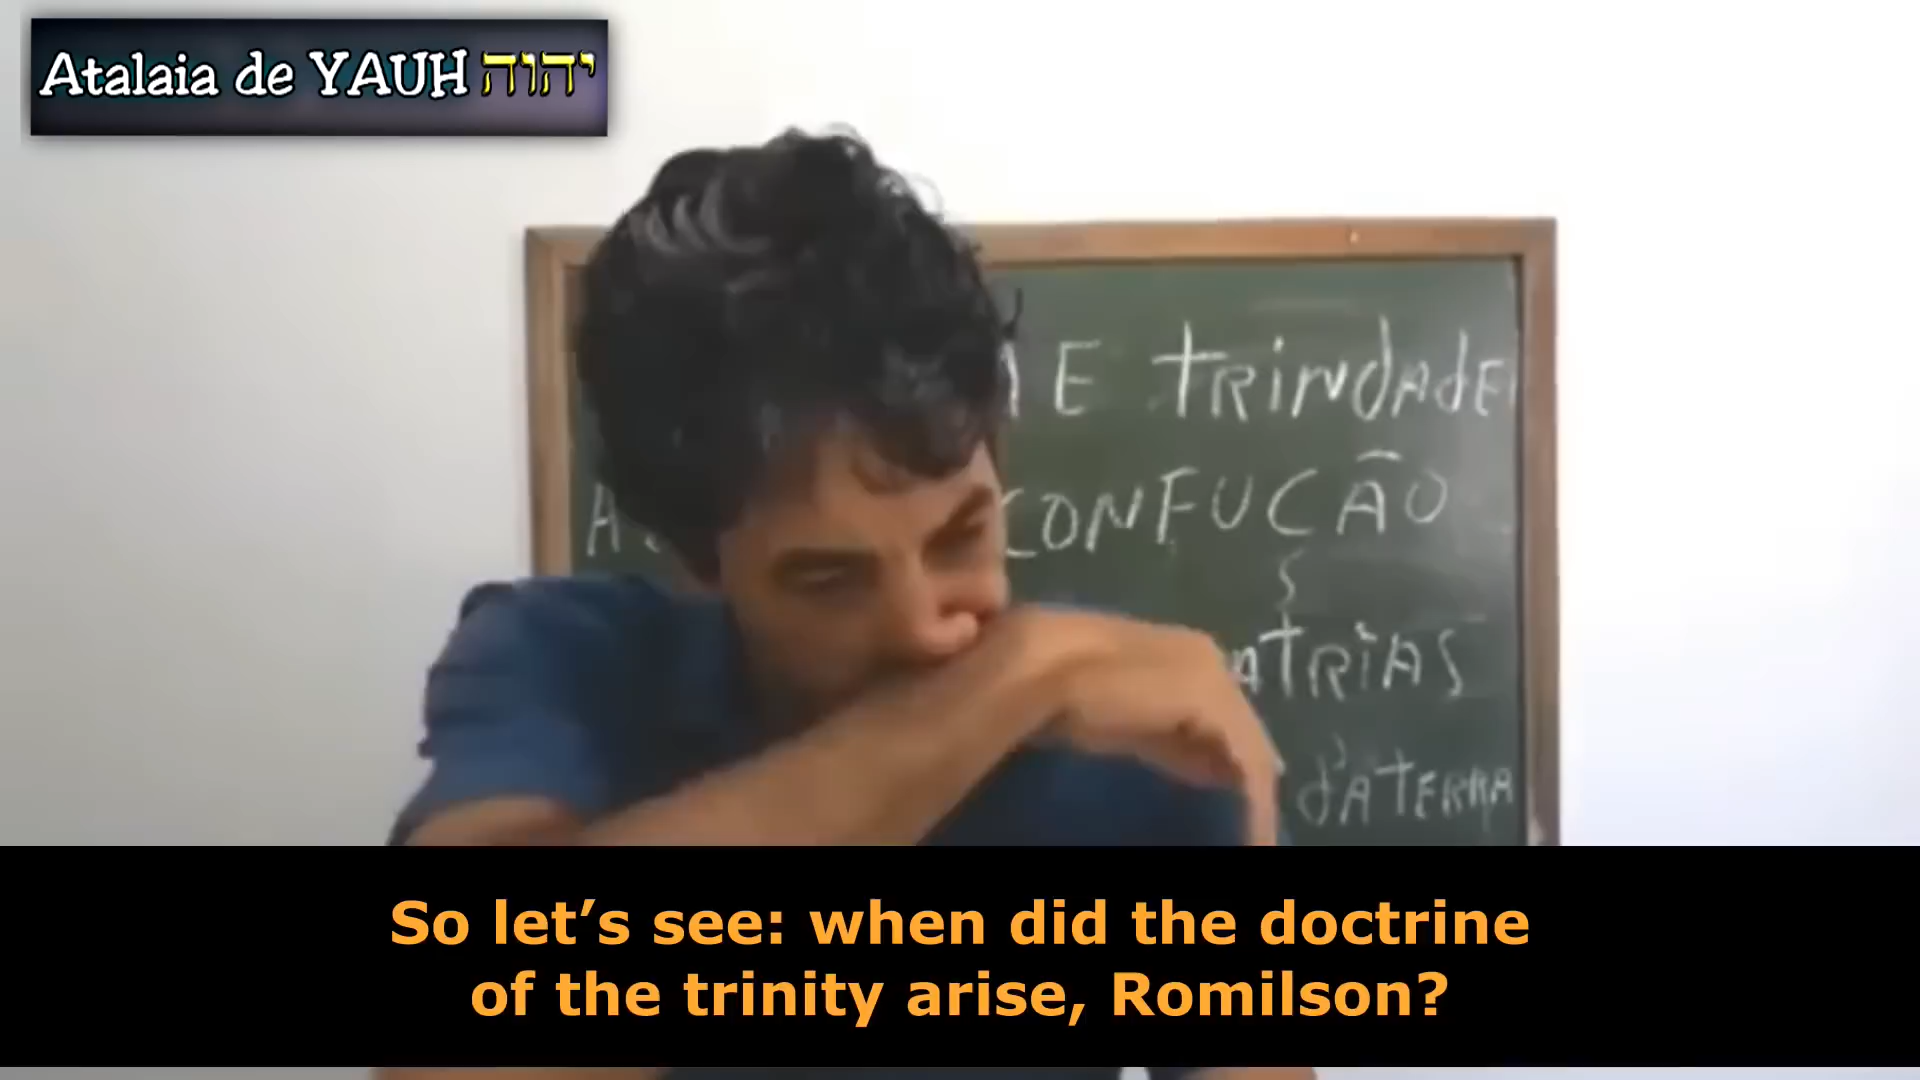 Atalaia de YAUH יהוה
E TRINDADE
CONFUCÃO
S
ATRIAS
d'ATERRA
So let's see: when did the doctrine
of the trinity arise, Romilson?